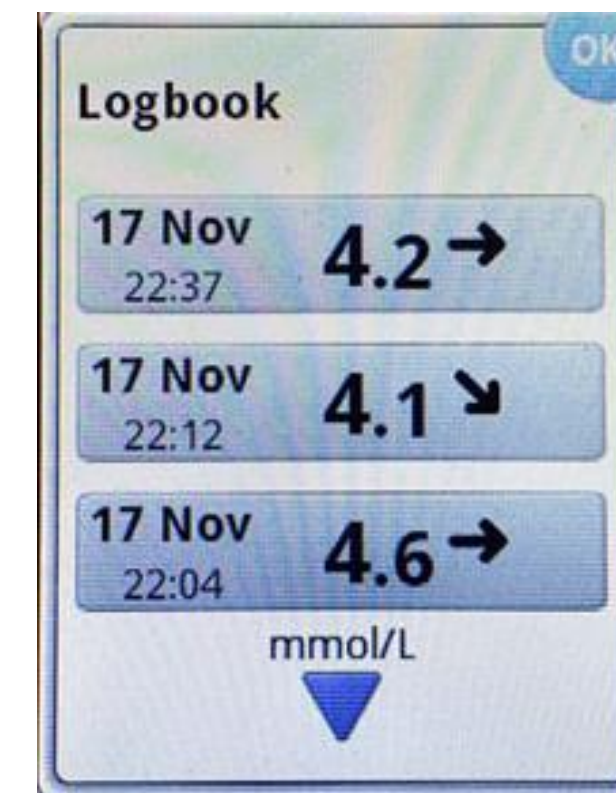 OK
Logbook
17 Nov
22:37
4.2 →
17 Nov
22:12
4.1 ↘
17 Nov
22:04
4.6 →
mmol/L